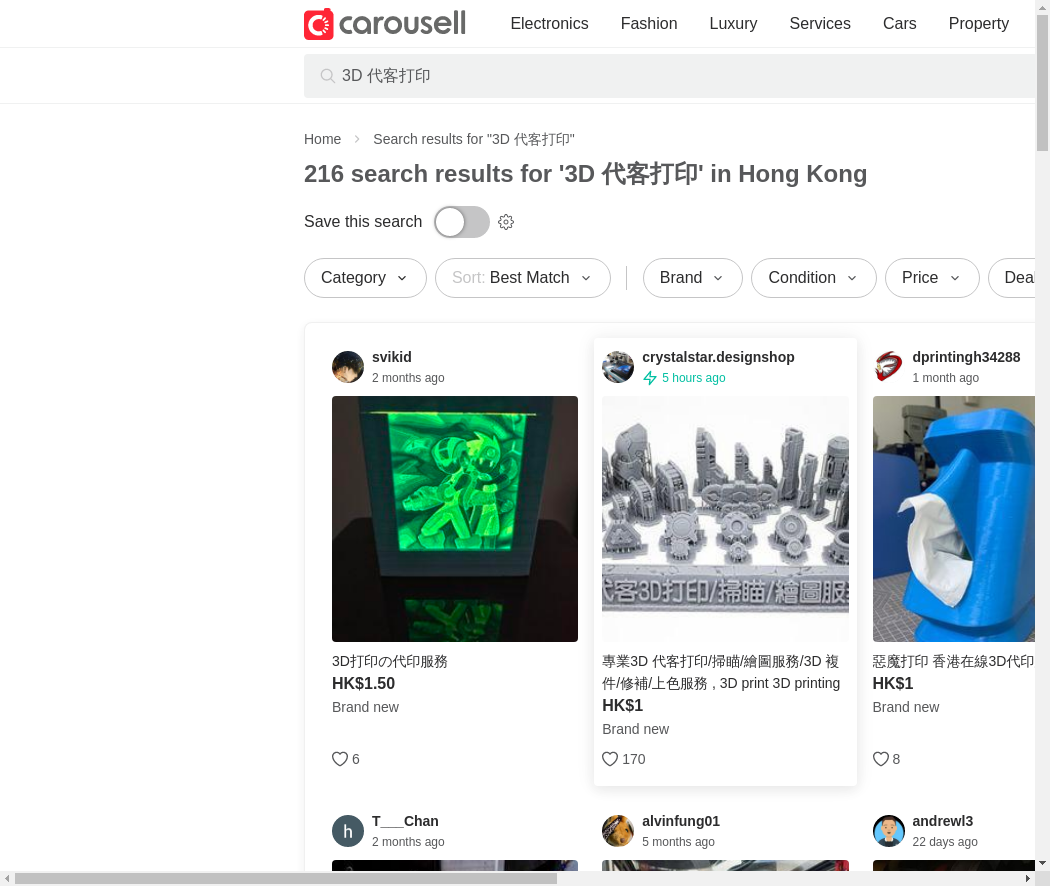 carousell
Electronics
Fashion
Luxury
Services
Cars
Property
3D 代客打印
Home
Search results for "3D 代客打印"
216 search results for '3D 代客打印' in Hong Kong
Save this search
Category
Sort: Best Match
Brand
Condition
Price
Deal
svikid
2 months ago
3D打印の代印服務
HK$1.50
Brand new
6
crystalstar.designshop
5 hours ago
代客3D打印/掃瞄/繪圖服務
專業3D 代客打印/掃瞄/繪圖服務/3D 複
件/修補/上色服務 , 3D print 3D printing
HK$1
Brand new
170
dprintingh34288
1 month ago
惡魔打印 香港在線3D代印
HK$1
Brand new
8
h
T___Chan
2 months ago
alvinfung01
5 months ago
andrewl3
22 days ago